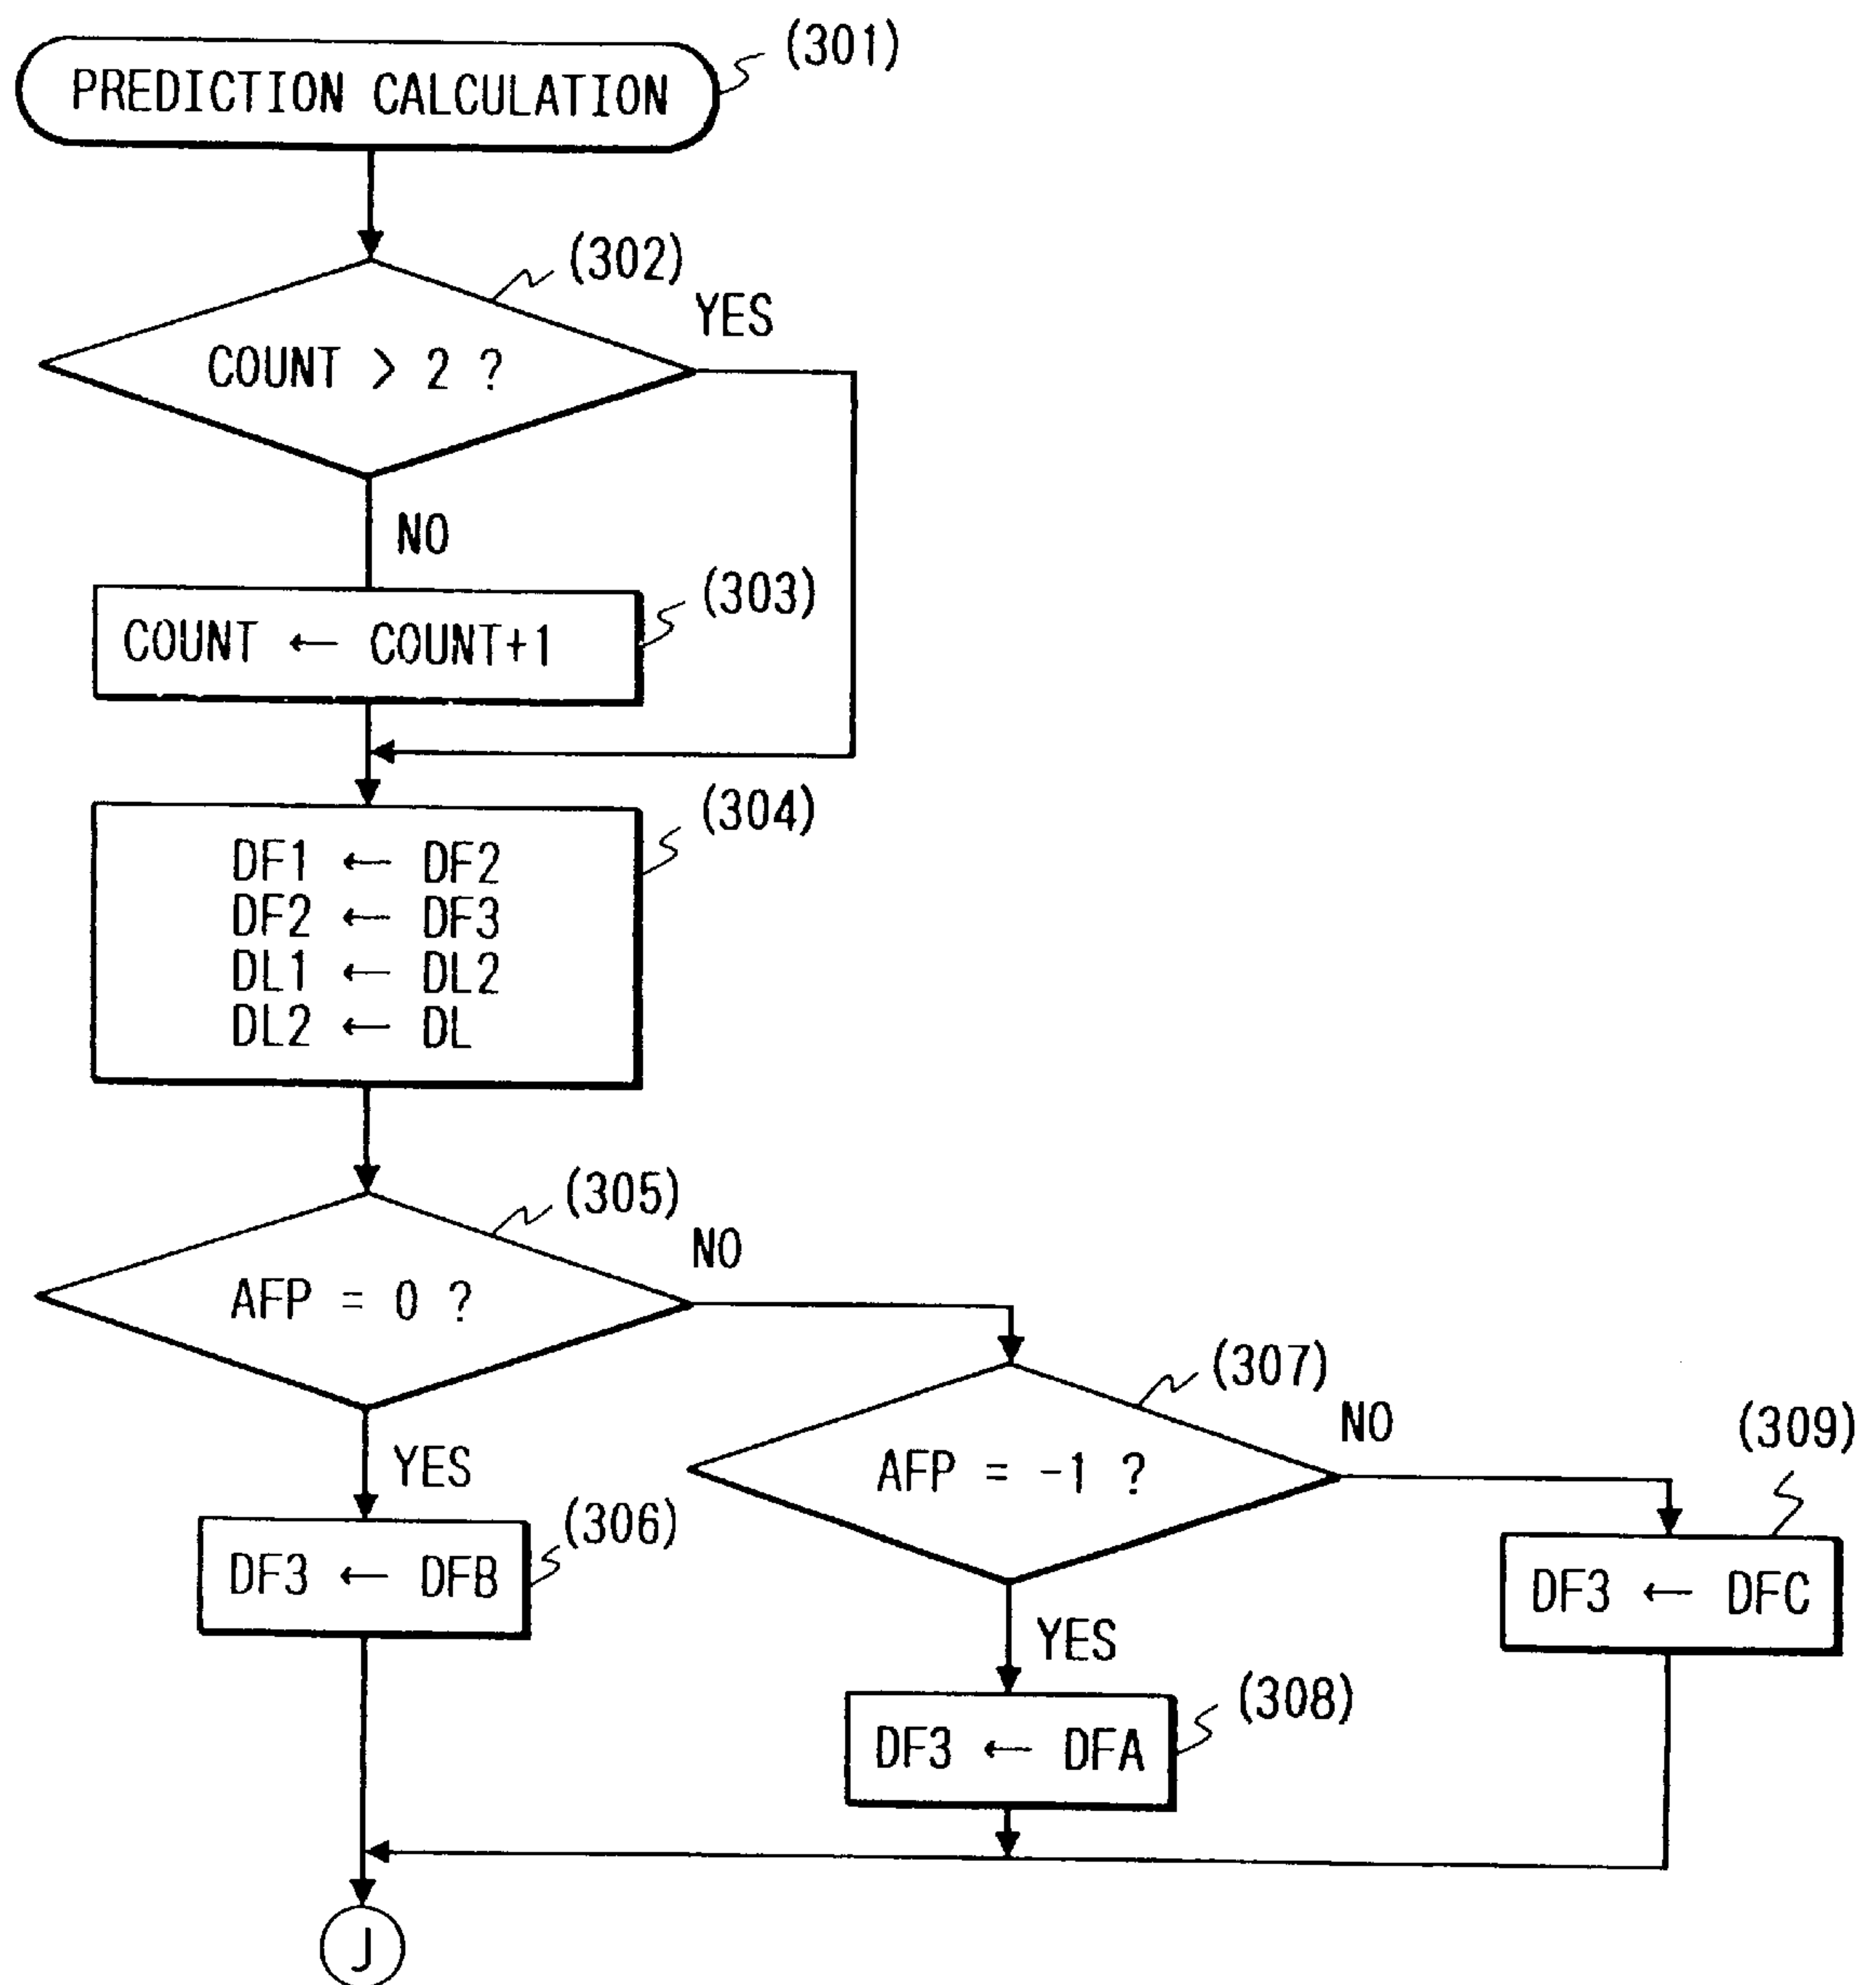 PREDICTION CALCULATION
(301)
(302)
COUNT > 2 ?
YES
NO
(303)
COUNT ← COUNT+1
(304)
DF1 ← DF2
DF2 ← DF3
DL1 ← DL2
DL2 ← DL
(305)
AFP = 0 ?
NO
YES
(306)
DF3 ← DFB
(307)
AFP = -1 ?
NO
YES
(308)
DF3 ← DFA
(309)
DF3 ← DFC
J